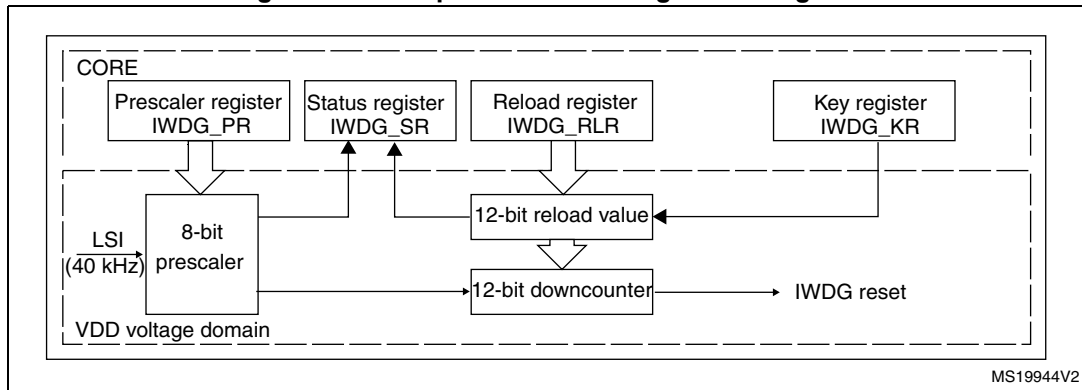 CORE
Prescaler register
IWDG_PR
Status register
IWDG_SR
Reload register
IWDG_RLR
Key register
IWDG_KR
LSI
(40 kHz)
8-bit
prescaler
12-bit reload value
12-bit downcounter
IWDG reset
VDD voltage domain
MS19944V2